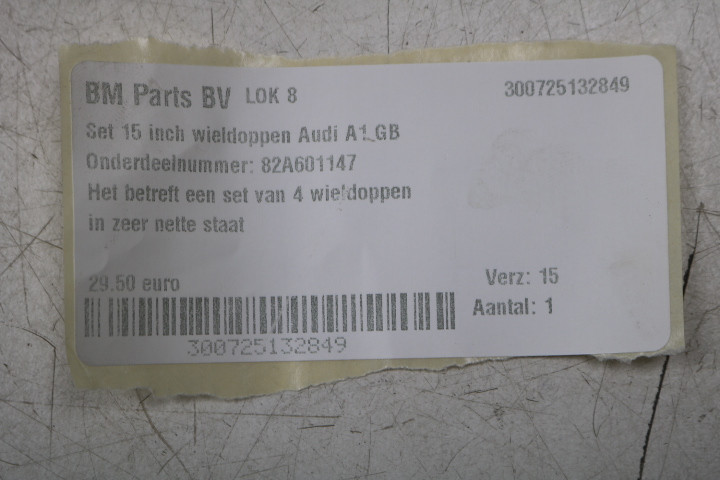 BM Parts BV LOK 8 300725132849
Set 15 inch wieldoppen Audi A1 GB
Onderdeelnummer: 82A601147
Het betreft een set van 4 wieldoppen
in zeer nette staat
29.50 euro Verz: 15
Aantal: 1
300725132849